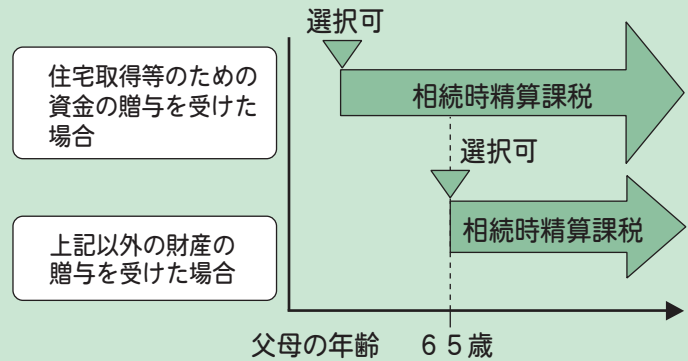 選択可
住宅取得等のための
資金の贈与を受けた
場合
相続時精算課税
選択可
上記以外の財産の
贈与を受けた場合
相続時精算課税
父母の年齢 65歳